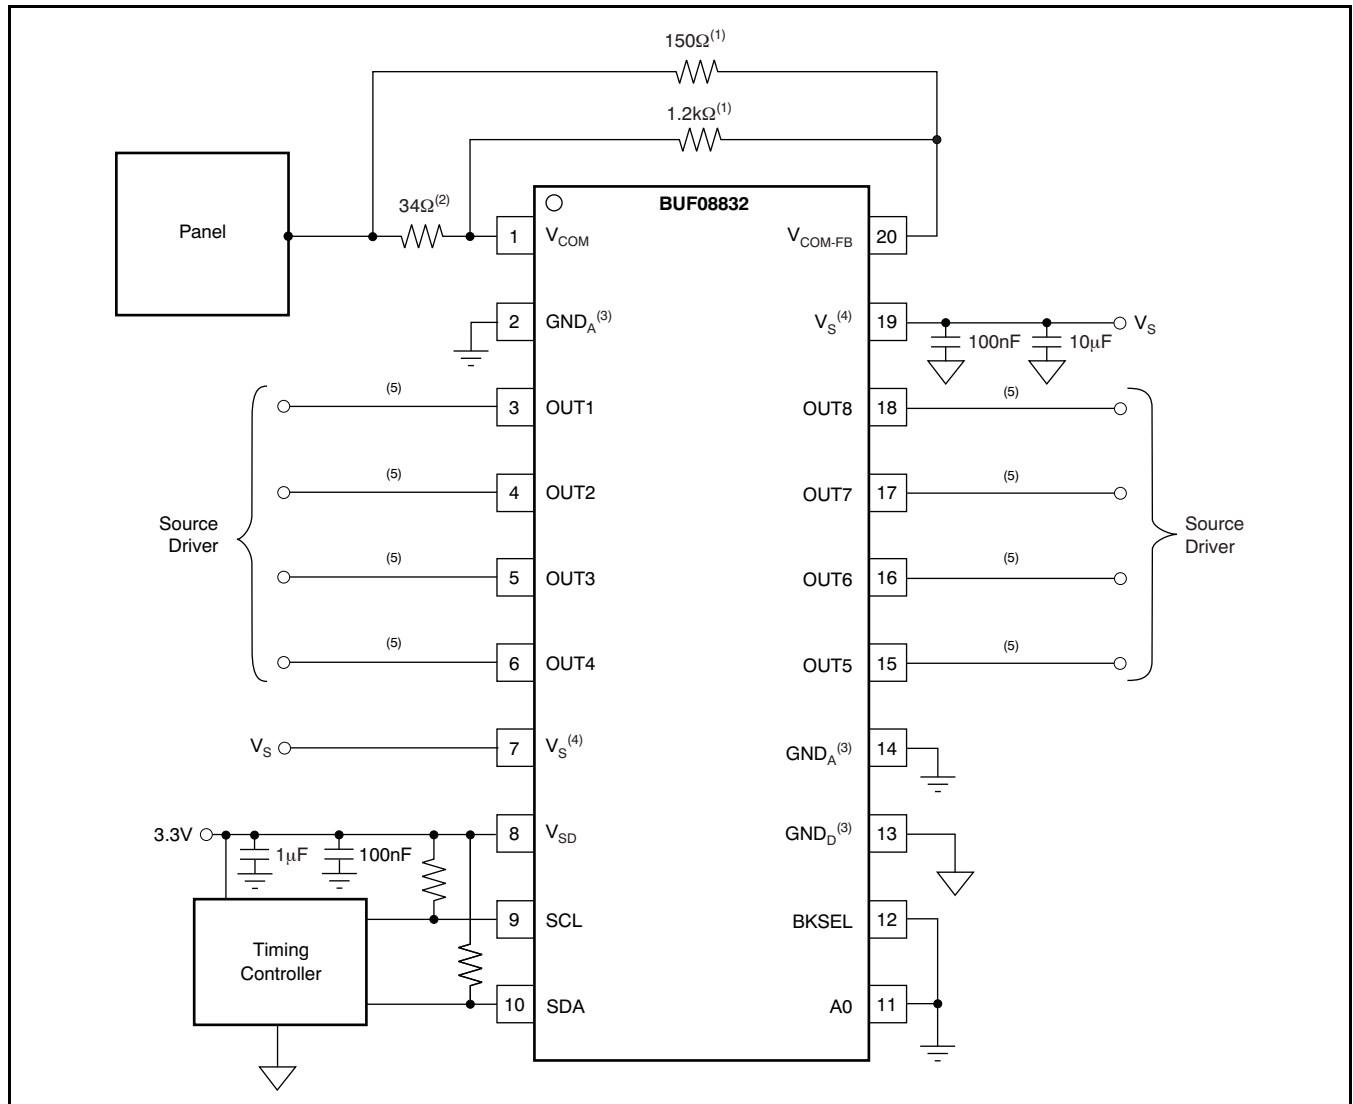 150Ω(1)
1.2kΩ(1)
Panel
34Ω(2)
BUF08832
1 VCOM
VCOM-FB 20
2 GNDA(3)
VS(4) 19
100nF
10μF
VS
(5)
3 OUT1
OUT8 18
(5)
(5)
4 OUT2
OUT7 17
(5)
Source
Driver
Source
Driver
(5)
5 OUT3
OUT6 16
(5)
(5)
6 OUT4
OUT5 15
(5)
VS
7 VS(4)
GNDA(3) 14
3.3V
8 VSD
GNDD(3) 13
1μF
100nF
9 SCL
BKSEL 12
Timing
Controller
10 SDA
A0 11